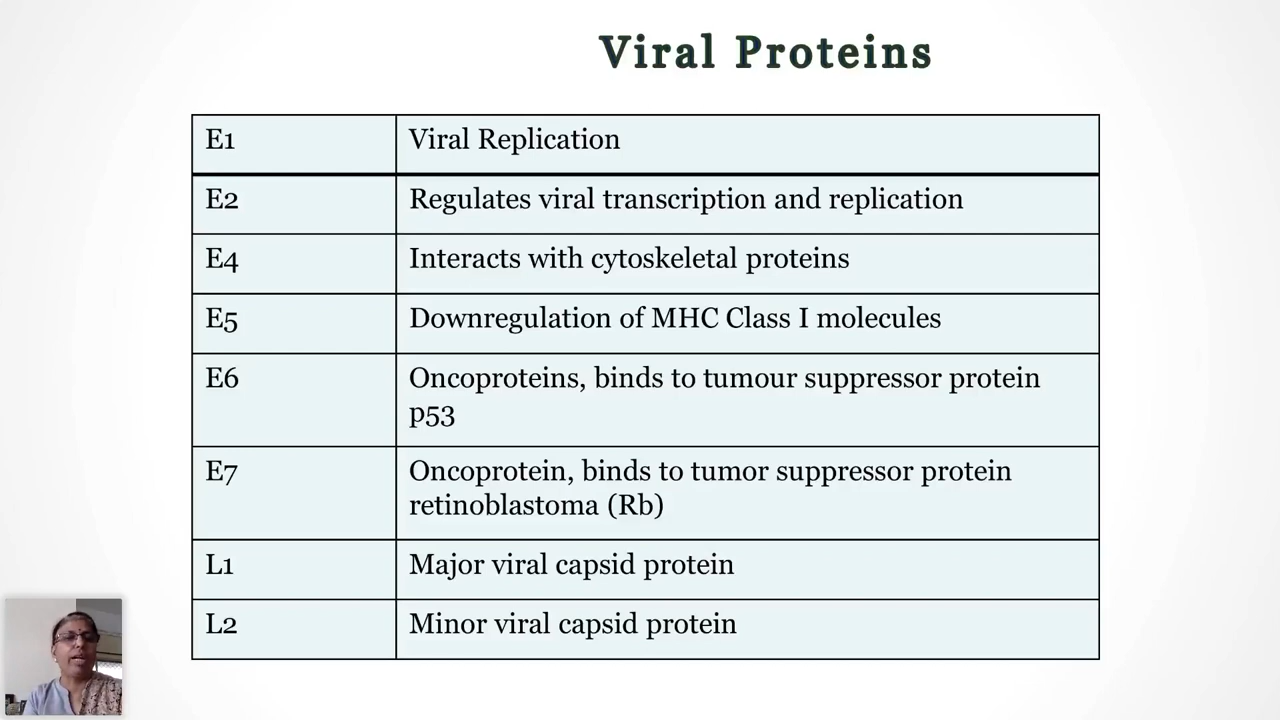 Viral Proteins
E1 Viral Replication
E2 Regulates viral transcription and replication
E4 Interacts with cytoskeletal proteins
E5 Downregulation of MHC Class I molecules
E6 Oncoproteins, binds to tumour suppressor protein
p53
E7 Oncoprotein, binds to tumor suppressor protein
retinoblastoma (Rb)
L1 Major viral capsid protein
L2 Minor viral capsid protein